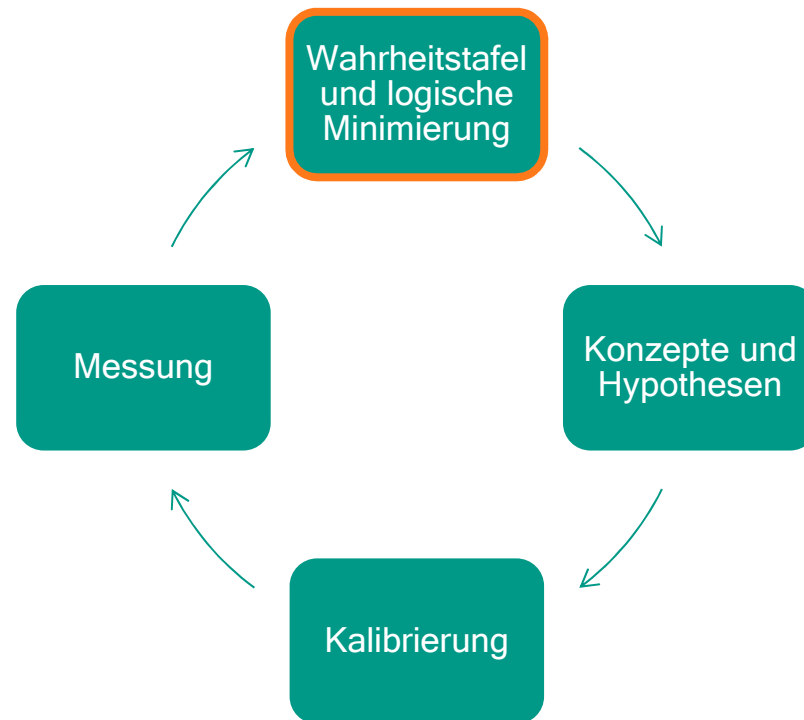 Wahrheitstafel
und logische
Minimierung
Messung
Konzepte und
Hypothesen
Kalibrierung